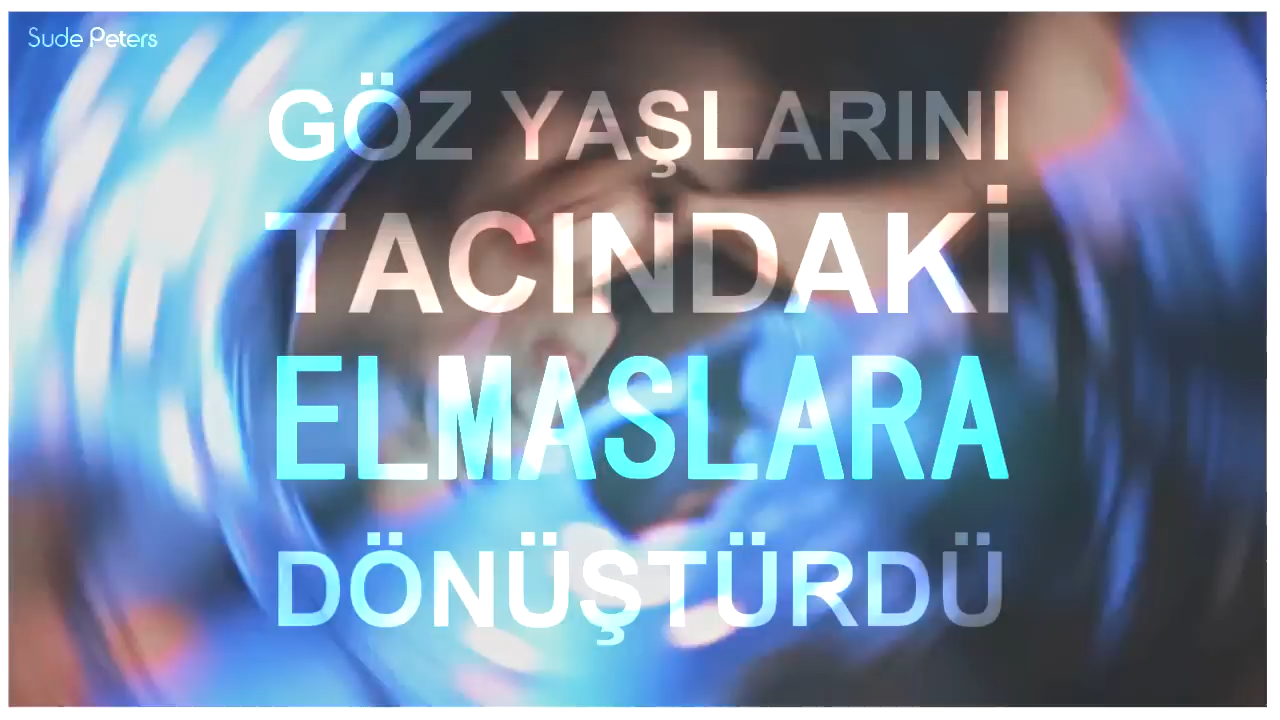 Sude Peters
GÖZ YAŞLARINI
TACINDAKİ
ELMASLARA
DÖNÜŞTÜRDÜ